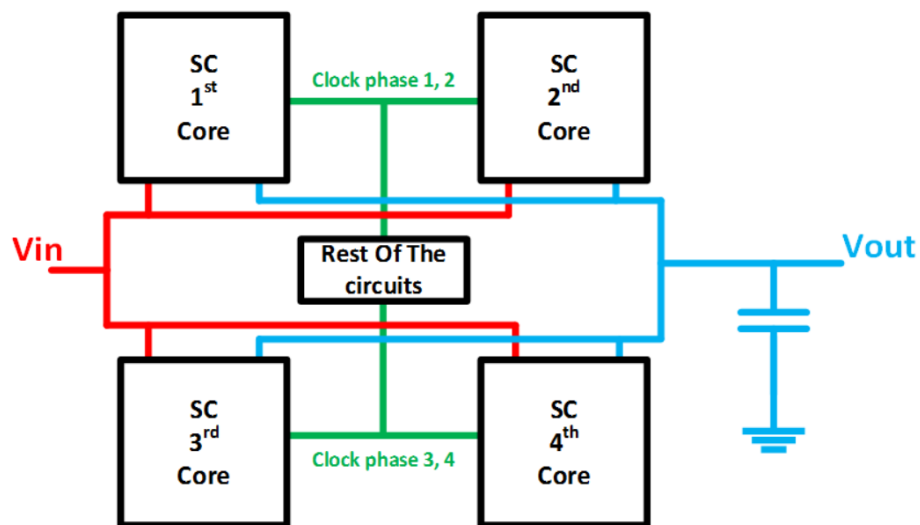 SC
1st
Core
Clock phase 1, 2
SC
2nd
Core
Vin
Rest Of The
circuits
Vout
SC
3rd
Core
Clock phase 3, 4
SC
4th
Core